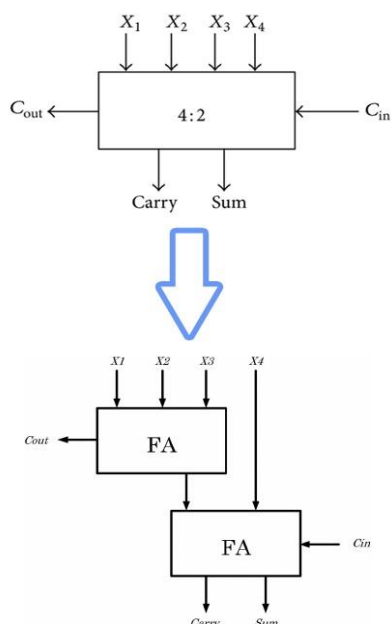 X1 X2 X3 X4
Cout 4:2 Cin
Carry Sum
X1 X2 X3 X4
Cout FA
FA Cin
Carry Sum